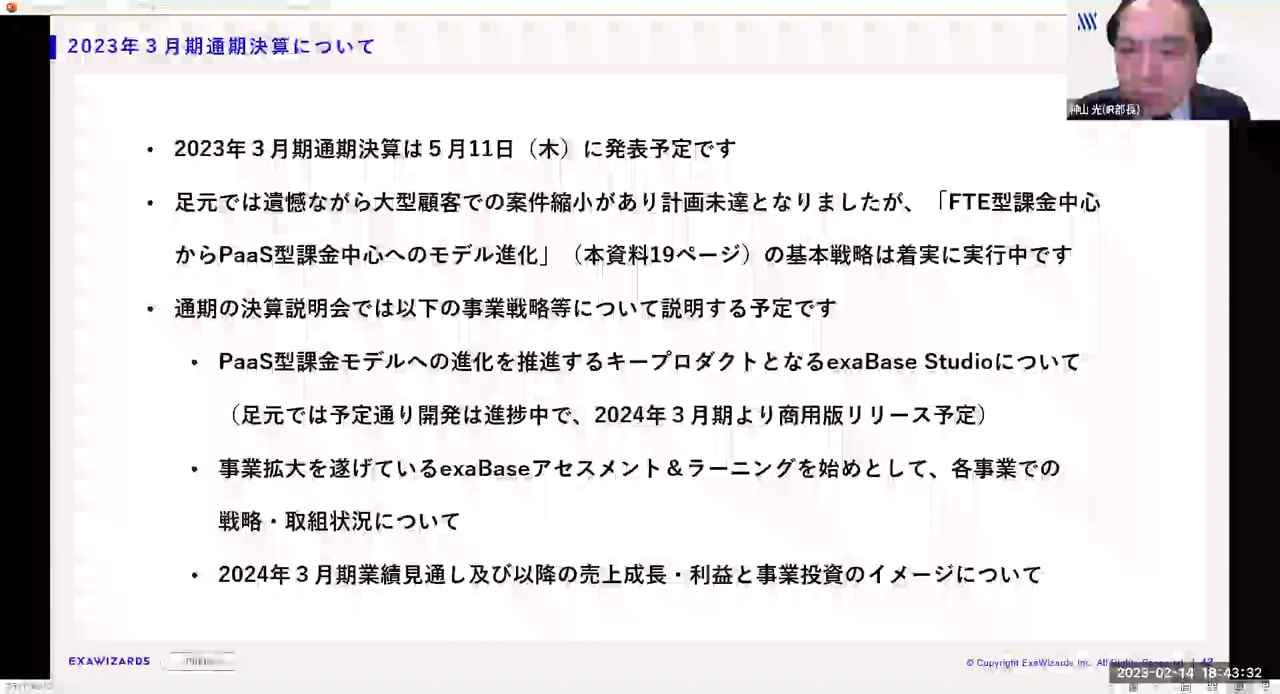 2023年３月期通期決算について
神山 光(IR部長)
• 2023年３月期通期決算は５月11日（木）に発表予定です
• 足元では遺憾ながら大型顧客での案件縮小があり計画未達となりましたが、「FTE型課金中心
からPaaS型課金中心へのモデル進化」（本資料19ページ）の基本戦略は着実に実行中です
• 通期の決算説明会では以下の事業戦略等について説明する予定です
• PaaS型課金モデルへの進化を推進するキープロダクトとなるexaBase Studioについて
（足元では予定通り開発は進捗中で、2024年３月期より商用版リリース予定）
• 事業拡大を遂げているexaBaseアセスメント＆ラーニングを始めとして、各事業での
戦略・取組状況について
• 2024年３月期業績見通し及び以降の売上成長・利益と事業投資のイメージについて
EXAWIZARDS
© Copyright ExaWizards Inc. All Rights Reserved.
2023-02-14 18:43:32